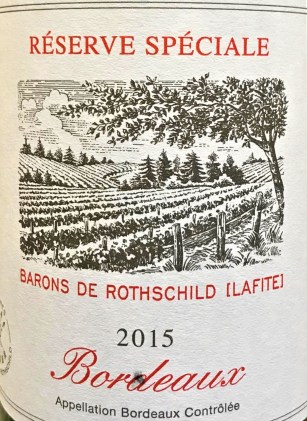 RÉSERVE SPÉCIALE
BARONS DE ROTHSCHILD [LAFITE]
2015
Bordeaux
Appellation Bordeaux Contrôlée